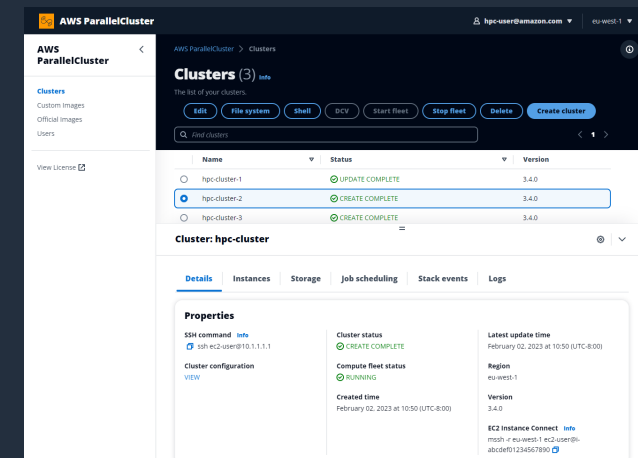 AWS ParallelCluster
hpc-user@amazon.com
eu-west-1
AWS
ParallelCluster
Clusters
Custom Images
Official Images
Users
View License
AWS ParallelCluster > Clusters
Clusters (3) Info
The list of your clusters.
Edit File system Shell DCV Start fleet Stop fleet Delete Create cluster
Find clusters
< 1 >
Name Status Version
hpc-cluster-1 UPDATE COMPLETE 3.4.0
hpc-cluster-2 CREATE COMPLETE 3.4.0
hpc-cluster-3 CREATE COMPLETE 3.4.0
Cluster: hpc-cluster
Details Instances Storage Job scheduling Stack events Logs
Properties
SSH command Info
ssh ec2-user@10.1.1.1.1
Cluster configuration
VIEW
Cluster status
CREATE COMPLETE
Compute fleet status
RUNNING
Created time
February 02, 2023 at 10:50 (UTC-8:00)
Latest update time
February 02, 2023 at 10:50 (UTC-8:00)
Region
eu-west-1
Version
3.4.0
EC2 Instance Connect Info
mssh -r eu-west-1 ec2-user@i-
abcdef01234567890